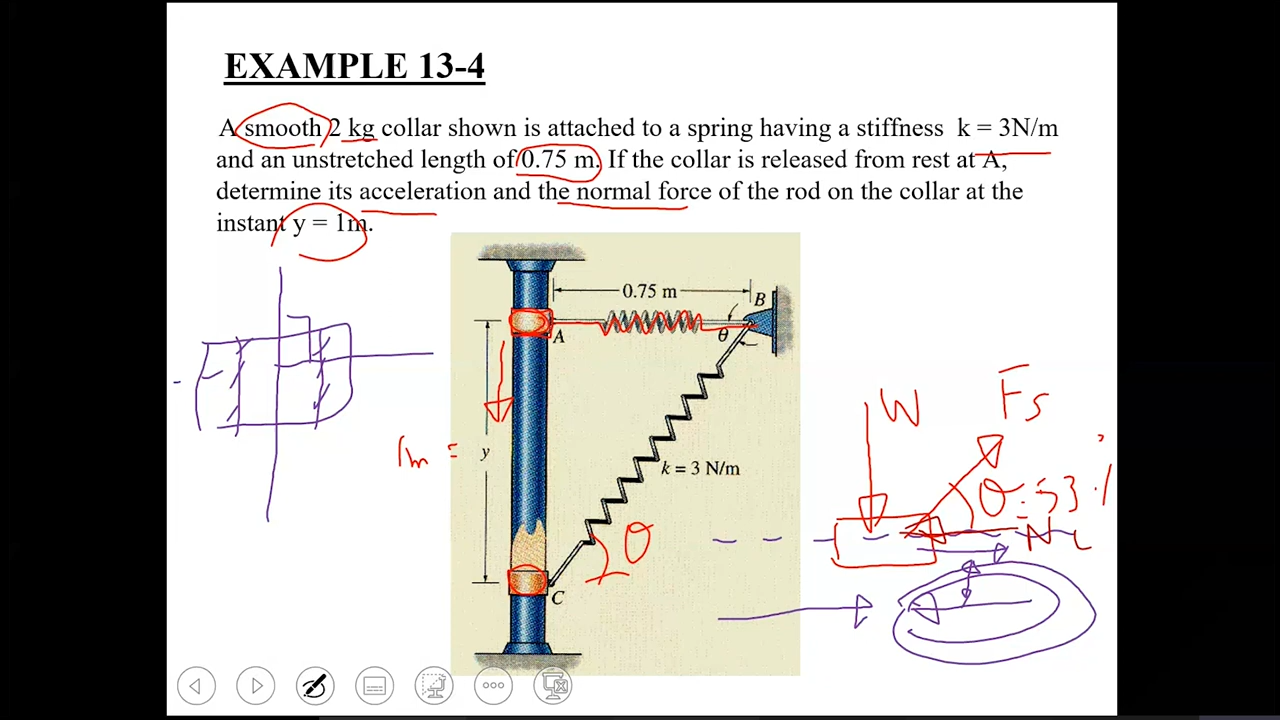 EXAMPLE 13-4
A smooth 2 kg collar shown is attached to a spring having a stiffness k = 3N/m
and an unstretched length of 0.75 m. If the collar is released from rest at A,
determine its acceleration and the normal force of the rod on the collar at the
instant y = 1m.
0.75 m
B
A
θ
W
Fs
1m =
y
k = 3 N/m
θ = 53.1
θ
N
C